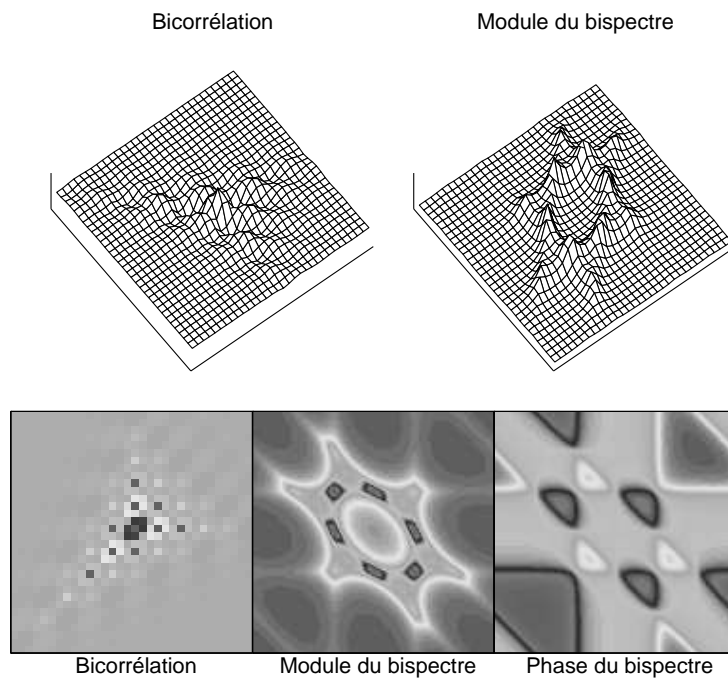 Bicorrélation
Module du bispectre
Bicorrélation
Module du bispectre
Phase du bispectre